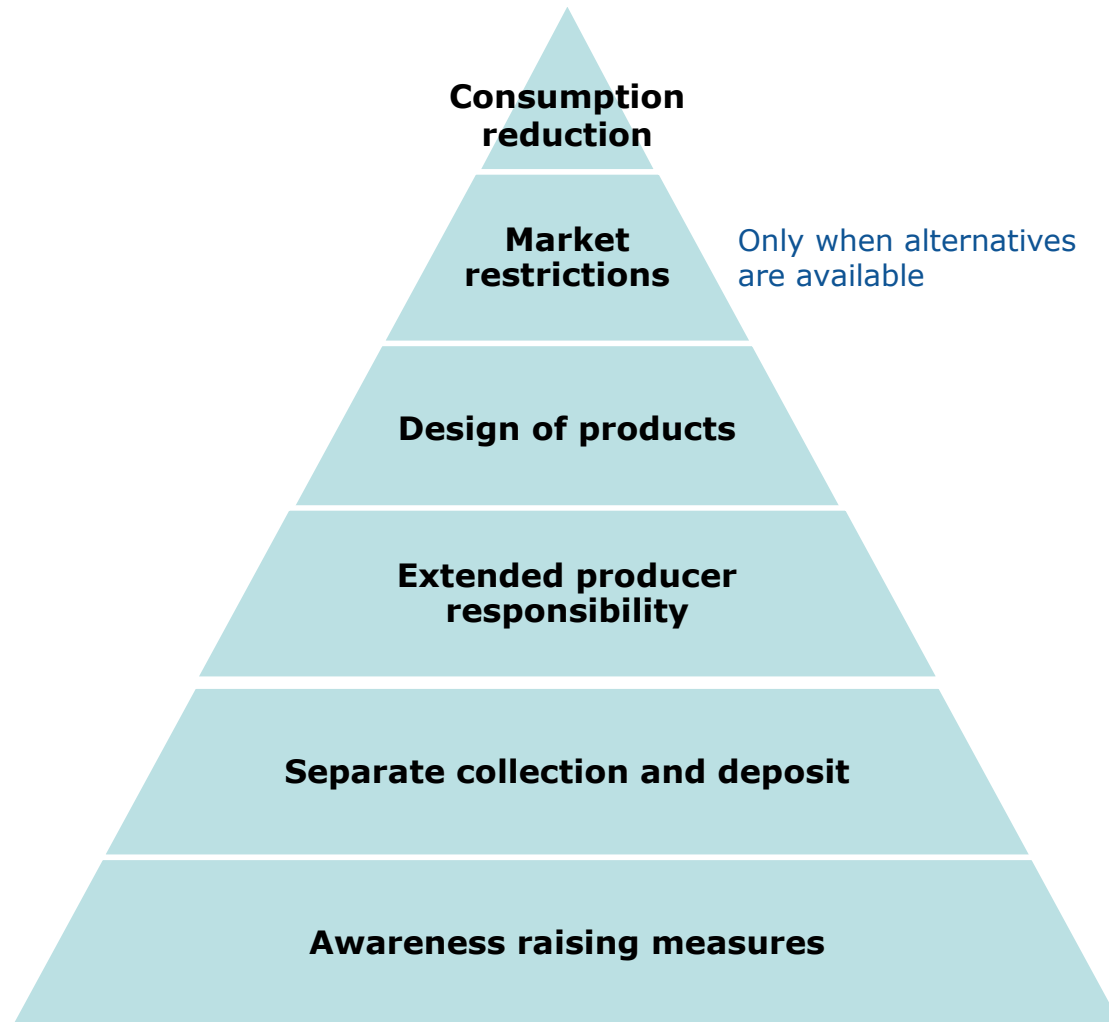 Consumption
reduction
Market
restrictions
Only when alternatives
are available
Design of products
Extended producer
responsibility
Separate collection and deposit
Awareness raising measures